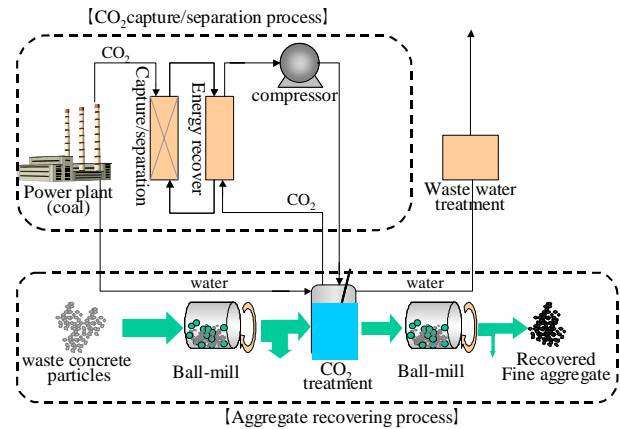 【CO2capture/separation process】
CO2
Capture/separation
Energy recover
compressor
Power plant
(coal)
Waste water
treatment
CO2
water
water
waste concrete
particles
Ball-mill
CO2
treatment
Ball-mill
Recovered
Fine aggregate
【Aggregate recovering process】